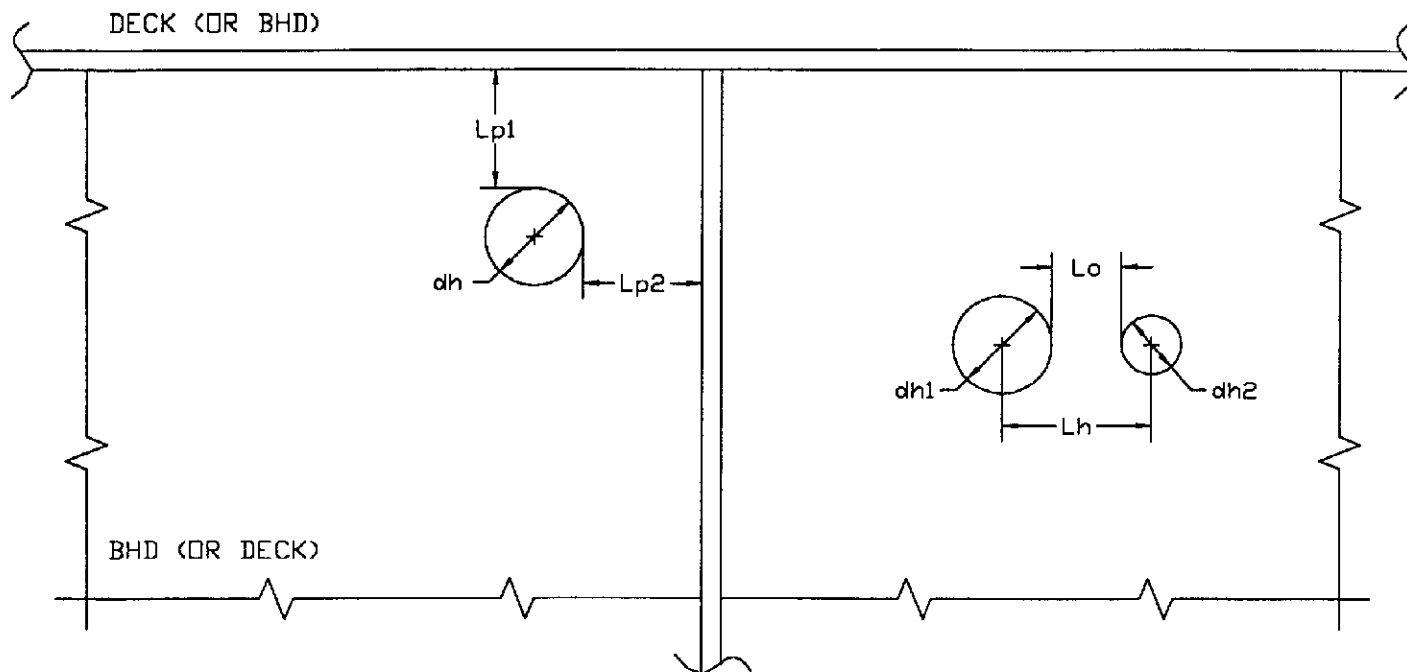 DECK (OR BHD)
Lp1
dh
Lp2
Lo
dh1
dh2
Lh
BHD (OR DECK)